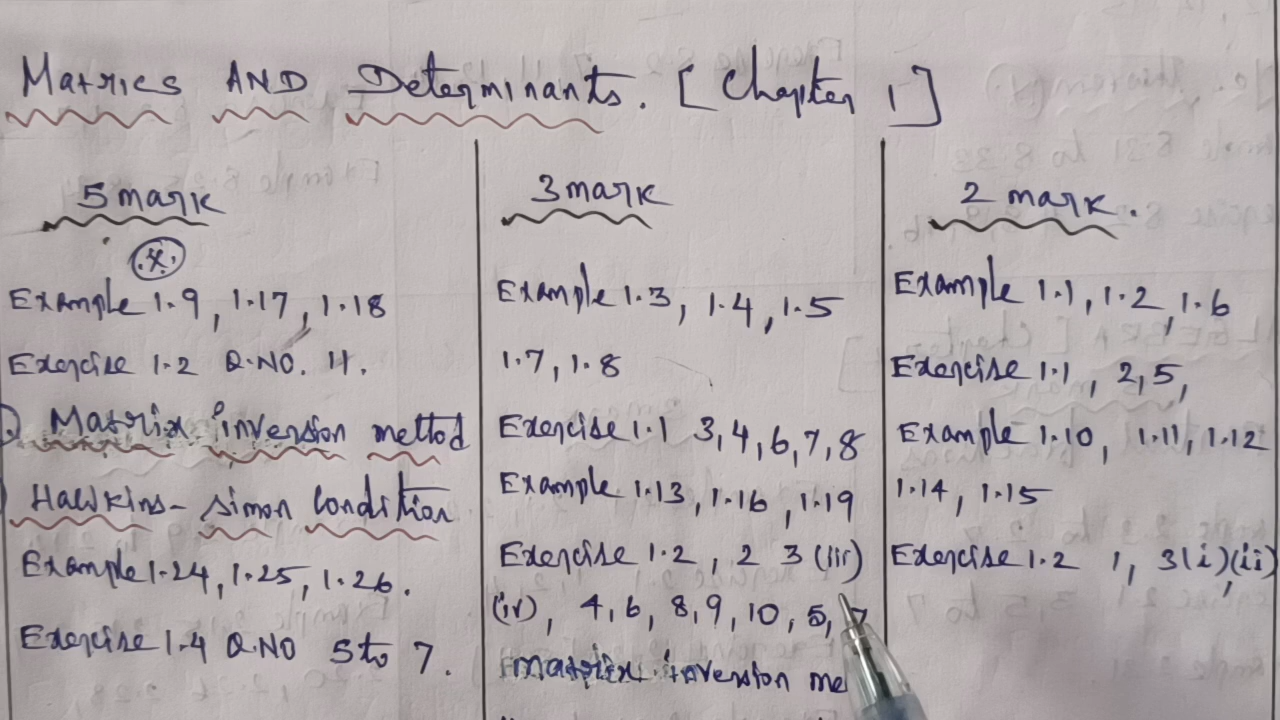 Matrics AND Determinants. [Chapter 1]
5 mark
Example 1.9, 1.17, 1.18
Exercise 1.2 Q.NO. 11.
Matrix inversion method
Hawkins - Simon Condition
Example 1.24, 1.25, 1.26.
Exercise 1.4 Q.NO 5 to 7.
3 mark
Example 1.3, 1.4, 1.5
1.7, 1.8
Exercise 1.1 3, 4, 6, 7, 8
Example 1.13, 1.16, 1.19
Exercise 1.2, 2 3 (iii)
(iv), 4, 6, 8, 9, 10, 5, 7
matrix inversion me
2 mark.
Example 1.1, 1.2, 1.6
Exercise 1.1, 2, 5,
Example 1.10, 1.11, 1.12
1.14, 1.15
Exercise 1.2 1, 3(i), (ii)